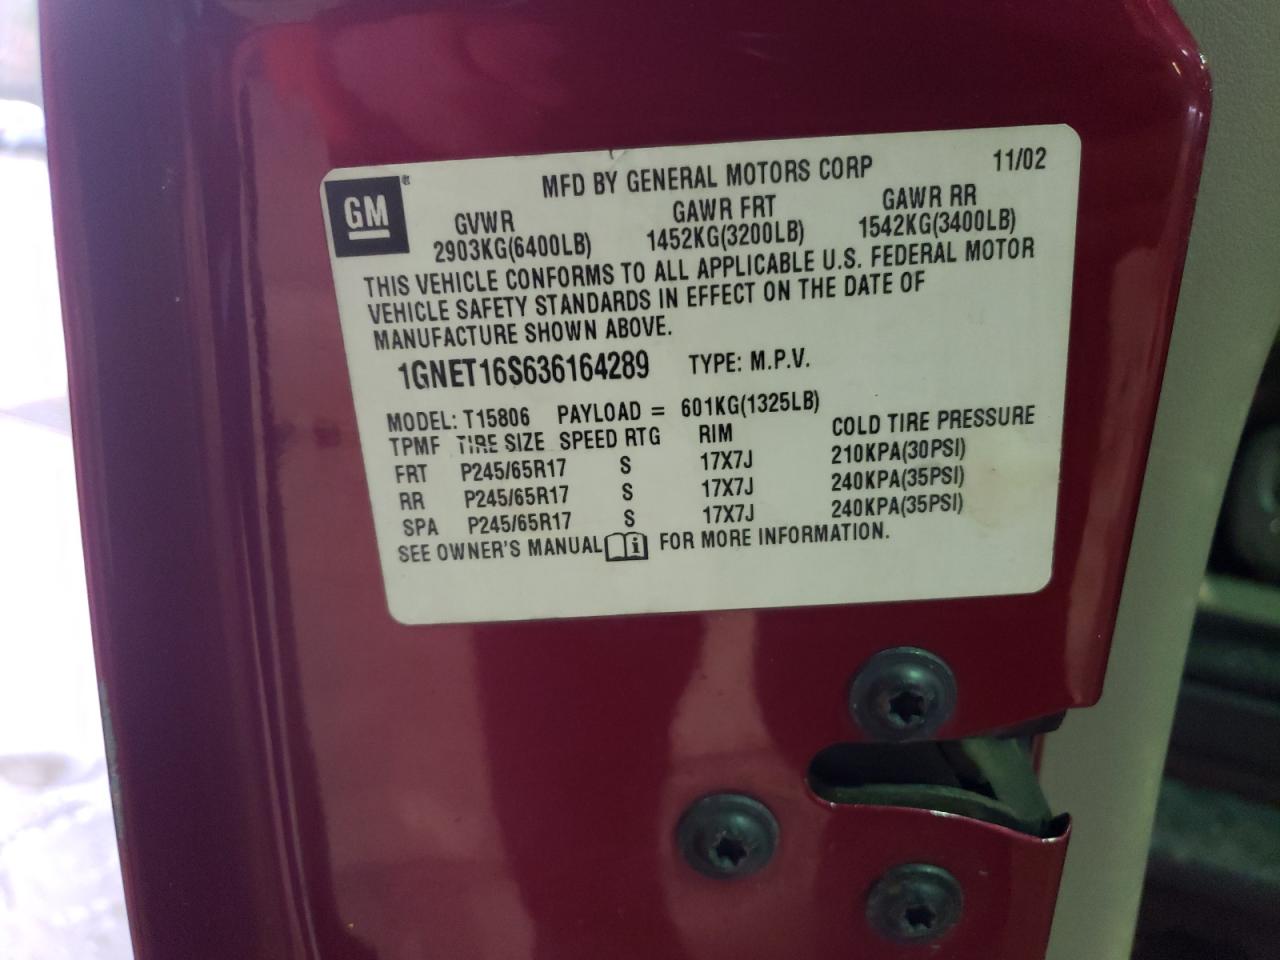 GM
MFD BY GENERAL MOTORS CORP 11/02
GVWR GAWR FRT GAWR RR
2903KG(6400LB) 1452KG(3200LB) 1542KG(3400LB)
THIS VEHICLE CONFORMS TO ALL APPLICABLE U.S. FEDERAL MOTOR
VEHICLE SAFETY STANDARDS IN EFFECT ON THE DATE OF
MANUFACTURE SHOWN ABOVE.
1GNET16S636164289 TYPE: M.P.V.
MODEL: T15806 PAYLOAD = 601KG(1325LB)
TPMF TIRE SIZE SPEED RTG RIM COLD TIRE PRESSURE
FRT P245/65R17 S 17X7J 210KPA(30PSI)
RR P245/65R17 S 17X7J 240KPA(35PSI)
SPA P245/65R17 S 17X7J 240KPA(35PSI)
SEE OWNER'S MANUAL i FOR MORE INFORMATION.